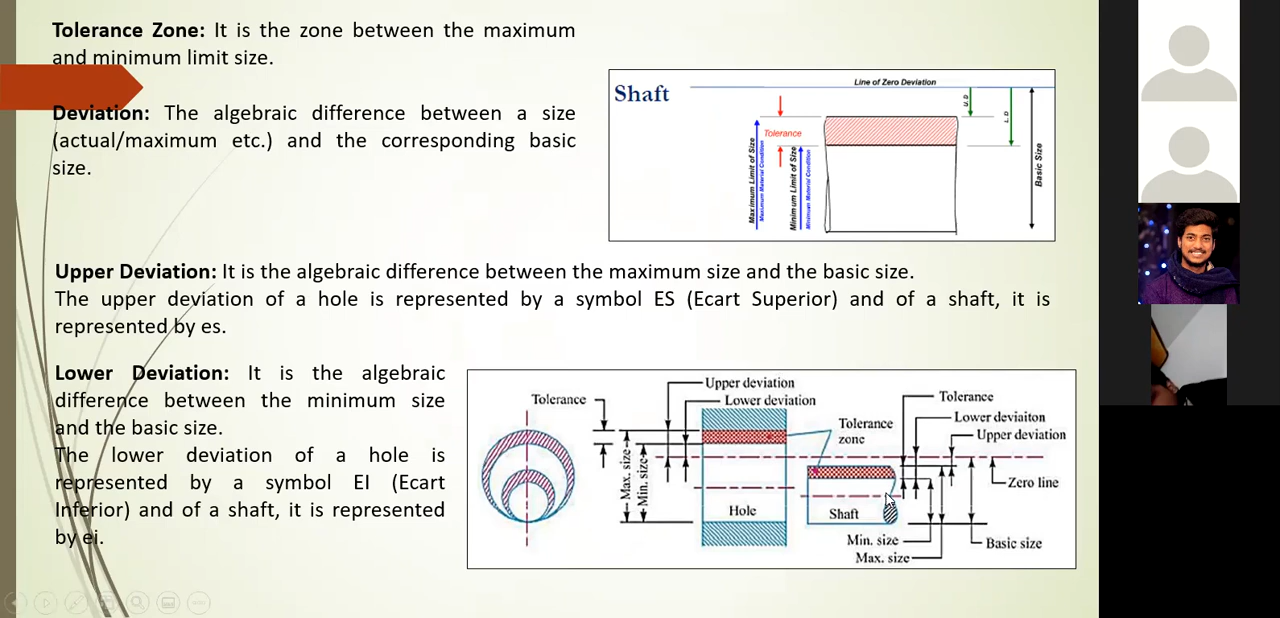 Tolerance Zone: It is the zone between the maximum
and minimum limit size.
Deviation: The algebraic difference between a size
(actual/maximum etc.) and the corresponding basic
size.
Shaft
Line of Zero Deviation
U.D
L.D
Tolerance
Maximum Limit of Size
Maximum Material Condition
Minimum Limit of Size
Minimum Material Condition
Basic Size
Upper Deviation: It is the algebraic difference between the maximum size and the basic size.
The upper deviation of a hole is represented by a symbol ES (Ecart Superior) and of a shaft, it is
represented by es.
Lower Deviation: It is the algebraic
difference between the minimum size
and the basic size.
The lower deviation of a hole is
represented by a symbol EI (Ecart
Inferior) and of a shaft, it is represented
by ei.
Upper deviation
Tolerance
Lower deviation
Tolerance
zone
Tolerance
Lower deviaiton
Upper deviation
Max. size
Min. size
Zero line
Hole
Shaft
Min. size
Max. size
Basic size